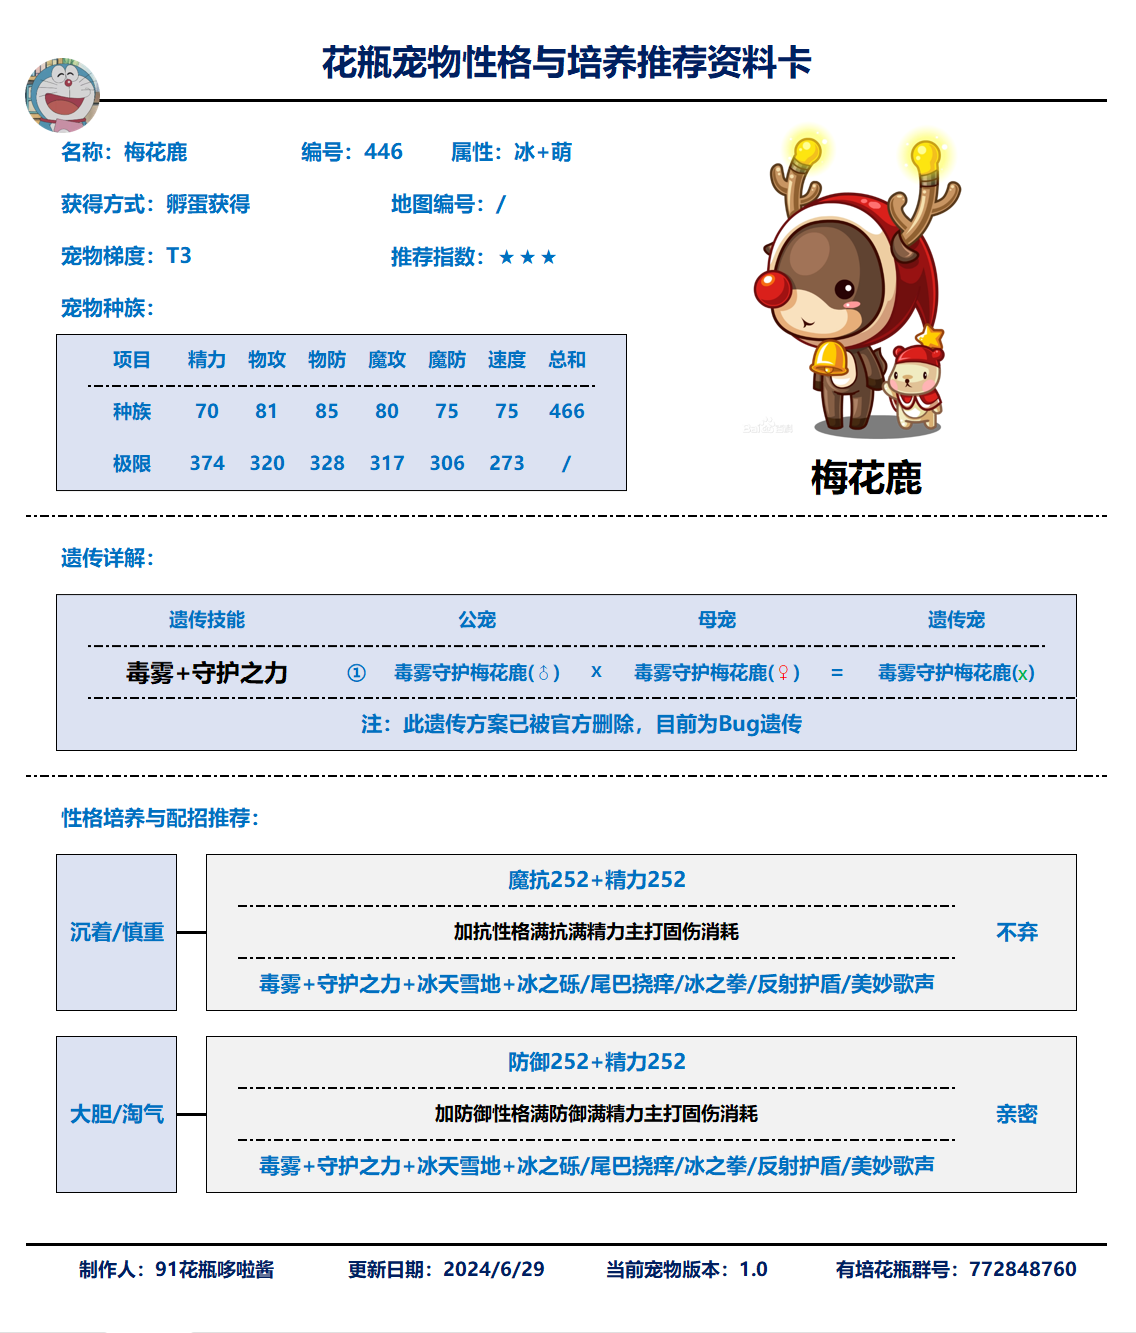 花瓶宠物性格与培养推荐资料卡
名称：梅花鹿 编号：446 属性：冰+萌
获得方式：孵蛋获得 地图编号：/
宠物梯度：T3 推荐指数：★★★
宠物种族：
项目 精力 物攻 物防 魔攻 魔防 速度 总和
种族 70 81 85 80 75 75 466
极限 374 320 328 317 306 273 /
Baidu百科
梅花鹿
遗传详解：
遗传技能 公宠 母宠 遗传宠
毒雾+守护之力 ① 毒雾守护梅花鹿(♂) x 毒雾守护梅花鹿(♀) = 毒雾守护梅花鹿(x)
注：此遗传方案已被官方删除，目前为Bug遗传
性格培养与配招推荐：
沉着/慎重
魔抗252+精力252
加抗性格满抗满精力主打固伤消耗
毒雾+守护之力+冰天雪地+冰之砾/尾巴挠痒/冰之拳/反射护盾/美妙歌声
不弃
大胆/淘气
防御252+精力252
加防御性格满防御满精力主打固伤消耗
毒雾+守护之力+冰天雪地+冰之砾/尾巴挠痒/冰之拳/反射护盾/美妙歌声
亲密
制作人：91花瓶哆啦酱 更新日期：2024/6/29 当前宠物版本：1.0 有培花瓶群号：772848760